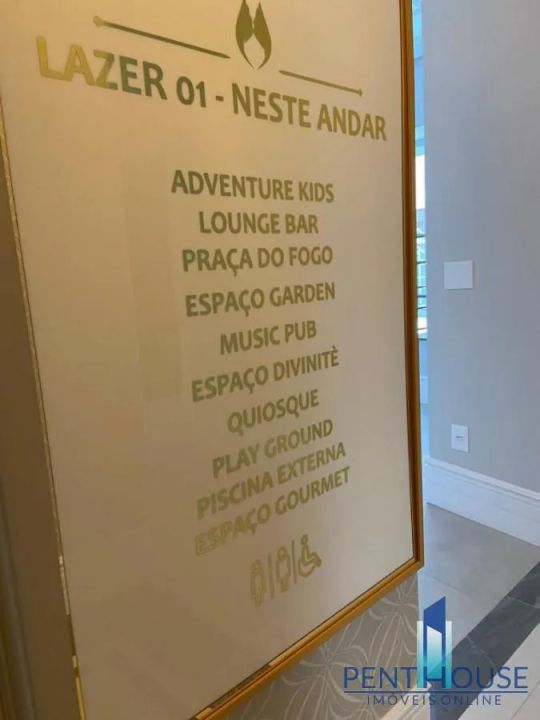 LAZER 01 - NESTE ANDAR
ADVENTURE KIDS
LOUNGE BAR
PRAÇA DO FOGO
ESPAÇO GARDEN
MUSIC PUB
ESPAÇO DIVINITÈ
QUIOSQUE
PLAY GROUND
PISCINA EXTERNA
ESPAÇO GOURMET
PENTHOUSE
IMÓVEIS ONLINE